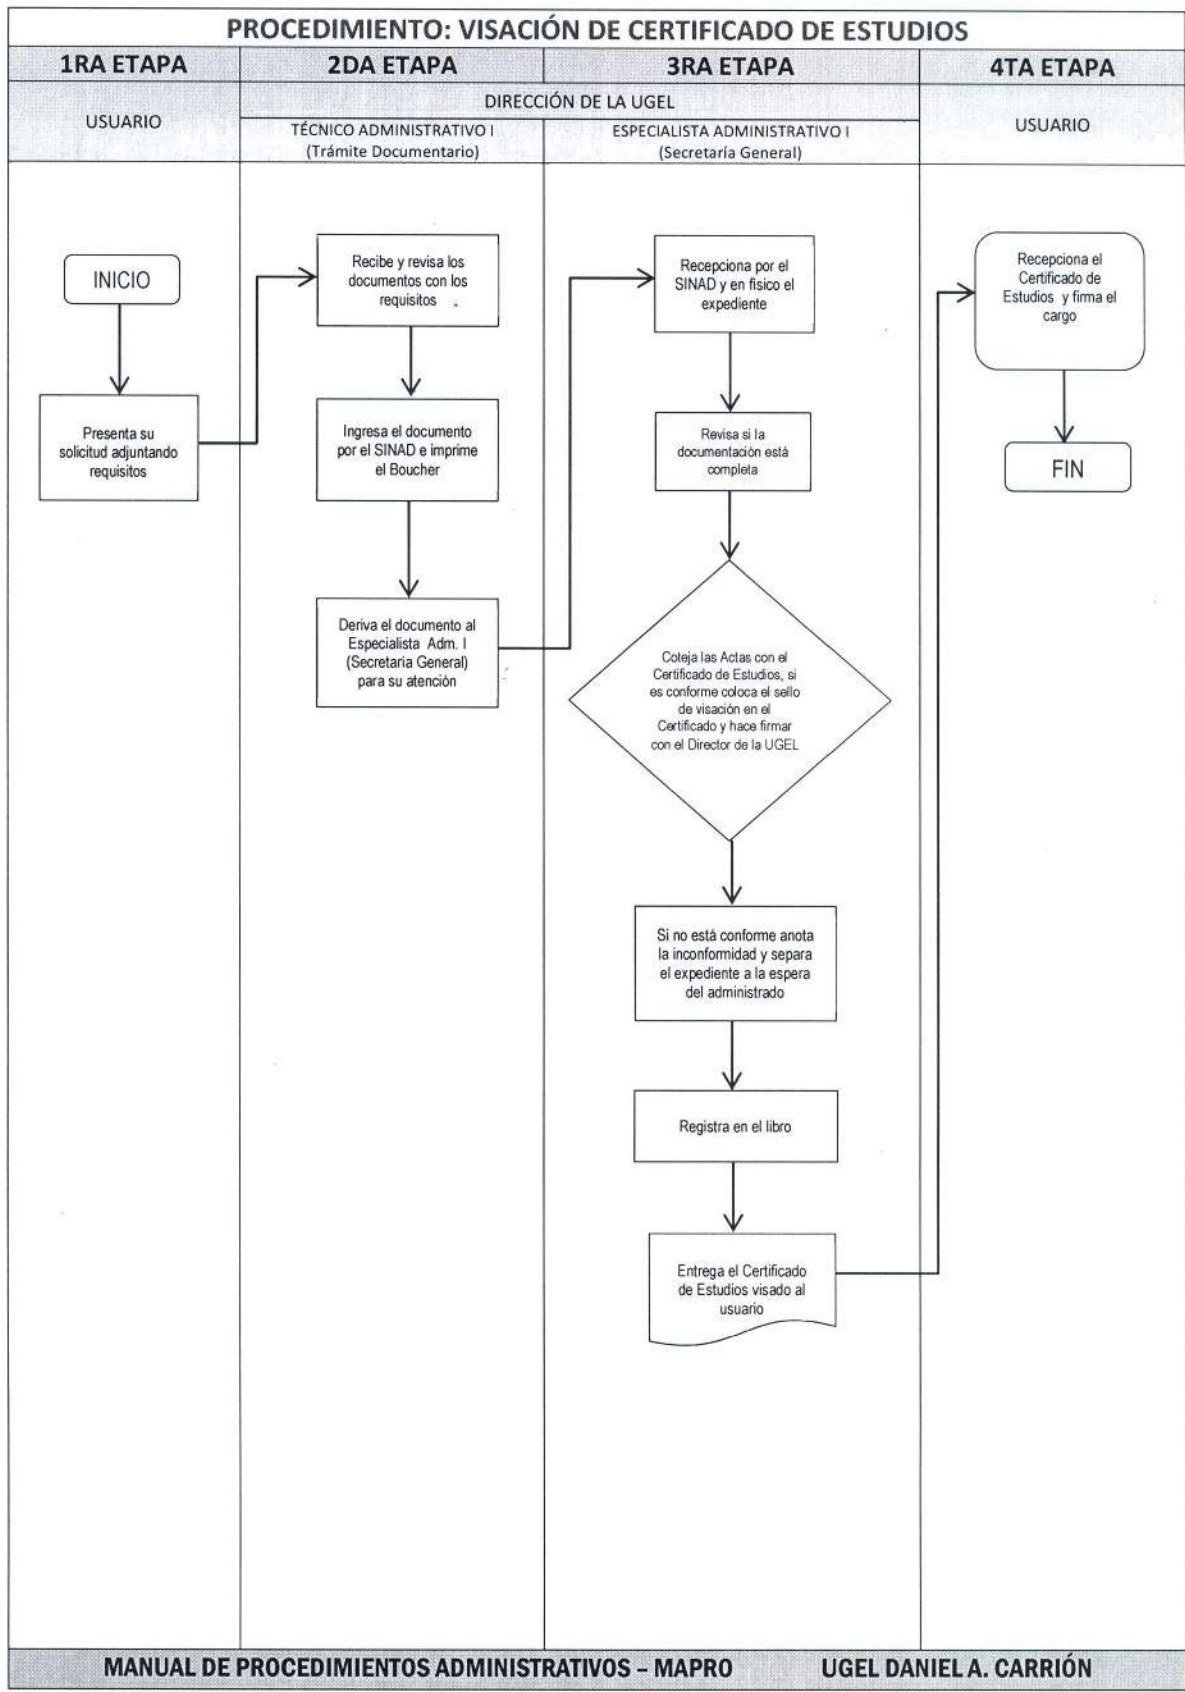 PROCEDIMIENTO: VISACIÓN DE CERTIFICADO DE ESTUDIOS
1RA ETAPA
2DA ETAPA
3RA ETAPA
4TA ETAPA
USUARIO
DIRECCIÓN DE LA UGEL
USUARIO
TÉCNICO ADMINISTRATIVO I
(Trámite Documentario)
ESPECIALISTA ADMINISTRATIVO I
(Secretaría General)
INICIO
Presenta su
solicitud adjuntando
requisitos
Recibe y revisa los
documentos con los
requisitos
Ingresa el documento
por el SINAD e imprime
el Boucher
Deriva el documento al
Especialista Adm. I
(Secretaria General)
para su atención
Recepciona por el
SINAD y en físico el
expediente
Revisa si la
documentación está
completa
Coteja las Actas con el
Certificado de Estudios, si
es conforme coloca el sello
de visación en el
Certificado y hace firmar
con el Director de la UGEL
Si no está conforme anota
la inconformidad y separa
el expediente a la espera
del administrado
Registra en el libro
Entrega el Certificado
de Estudios visado al
usuario
Recepciona el
Certificado de
Estudios y firma el
cargo
FIN
MANUAL DE PROCEDIMIENTOS ADMINISTRATIVOS – MAPRO UGEL DANIEL A. CARRIÓN